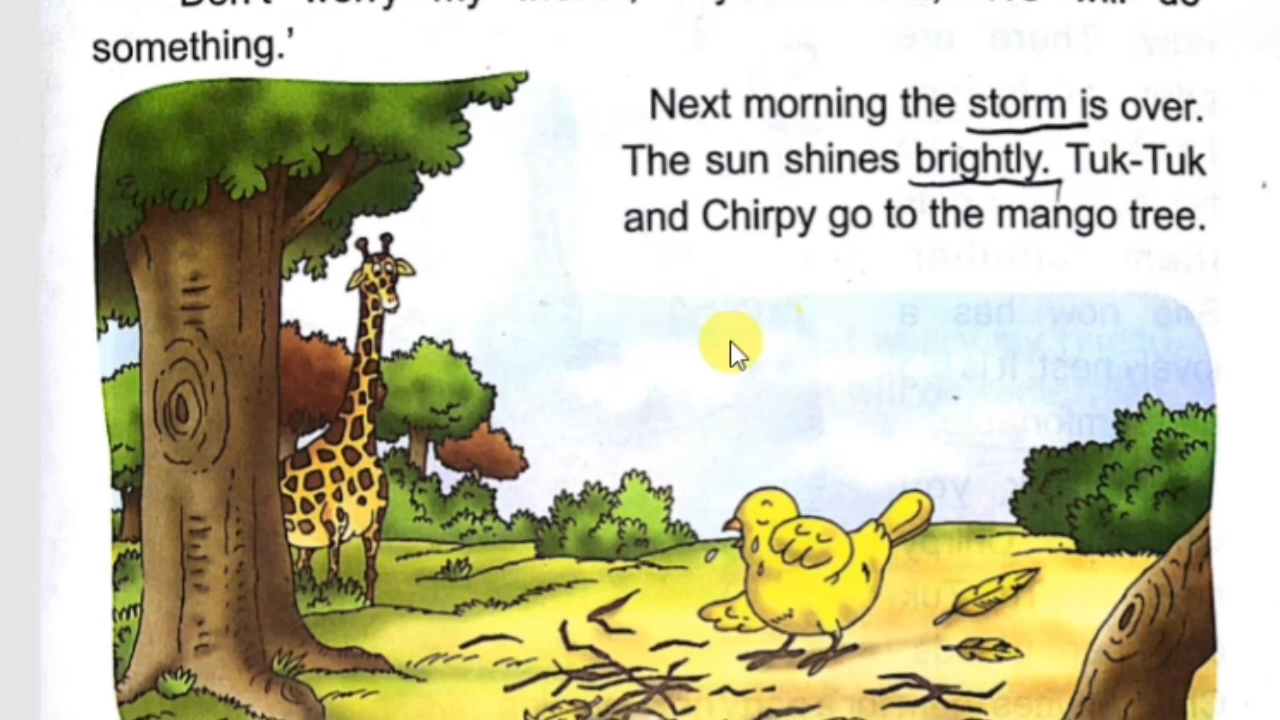 something.’
Next morning the storm is over.
The sun shines brightly. Tuk-Tuk
and Chirpy go to the mango tree.